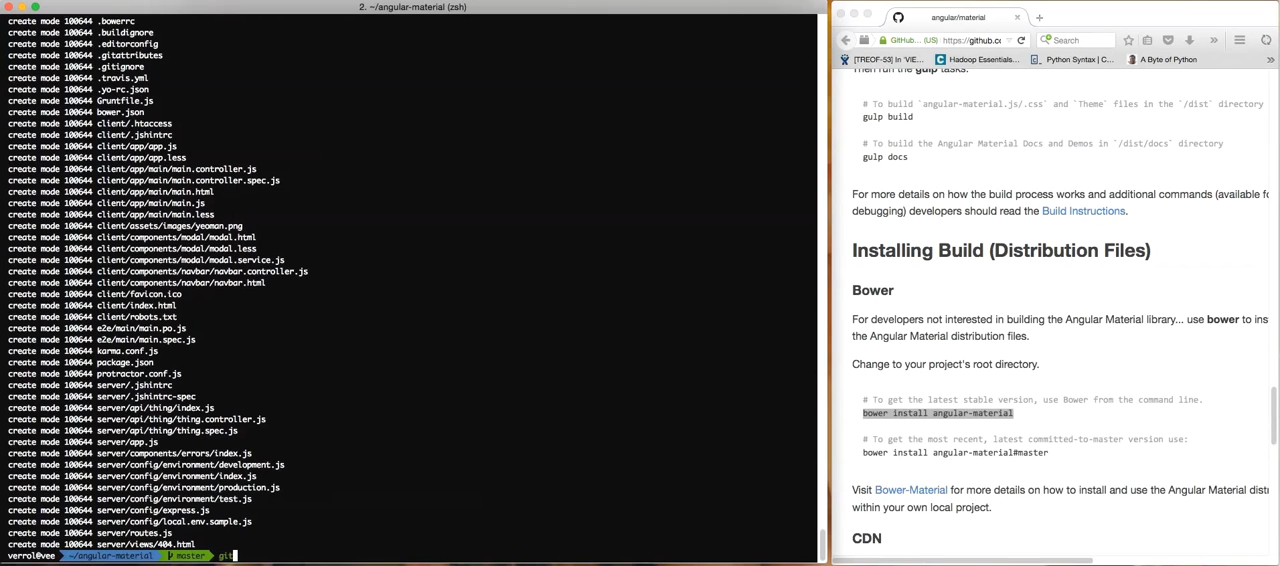 2. ~/angular-material (zsh)
create mode 100644 .bowerrc
create mode 100644 .buildignore
create mode 100644 .editorconfig
create mode 100644 .gitattributes
create mode 100644 .gitignore
create mode 100644 .travis.yml
create mode 100644 .yo-rc.json
create mode 100644 Gruntfile.js
create mode 100644 bower.json
create mode 100644 client/.htaccess
create mode 100644 client/.jshintrc
create mode 100644 client/app/app.js
create mode 100644 client/app/app.less
create mode 100644 client/app/main/main.controller.js
create mode 100644 client/app/main/main.controller.spec.js
create mode 100644 client/app/main/main.html
create mode 100644 client/app/main/main.js
create mode 100644 client/app/main/main.less
create mode 100644 client/assets/images/yeoman.png
create mode 100644 client/components/modal/modal.html
create mode 100644 client/components/modal/modal.less
create mode 100644 client/components/modal/modal.service.js
create mode 100644 client/components/navbar/navbar.controller.js
create mode 100644 client/components/navbar/navbar.html
create mode 100644 client/favicon.ico
create mode 100644 client/index.html
create mode 100644 client/robots.txt
create mode 100644 e2e/main/main.po.js
create mode 100644 e2e/main/main.spec.js
create mode 100644 karma.conf.js
create mode 100644 package.json
create mode 100644 protractor.conf.js
create mode 100644 server/.jshintrc
create mode 100644 server/.jshintrc-spec
create mode 100644 server/api/thing/index.js
create mode 100644 server/api/thing/thing.controller.js
create mode 100644 server/api/thing/thing.spec.js
create mode 100644 server/app.js
create mode 100644 server/components/errors/index.js
create mode 100644 server/config/environment/development.js
create mode 100644 server/config/environment/index.js
create mode 100644 server/config/environment/production.js
create mode 100644 server/config/environment/test.js
create mode 100644 server/config/express.js
create mode 100644 server/config/local.env.sample.js
create mode 100644 server/routes.js
create mode 100644 server/views/404.html
verrol@vee ~/angular-material master git
angular/material
GitHub... (US) https://github.cc Search
[TREOF-53] In 'VIE... Hadoop Essentials... Python Syntax | C... A Byte of Python
Then run the gulp tasks:
# To build `angular-material.js/.css` and `Theme` files in the `/dist` directory
gulp build
# To build the Angular Material Docs and Demos in `/dist/docs` directory
gulp docs
For more details on how the build process works and additional commands (available fo
debugging) developers should read the Build Instructions.
Installing Build (Distribution Files)
Bower
For developers not interested in building the Angular Material library... use bower to ins
the Angular Material distribution files.
Change to your project's root directory.
# To get the latest stable version, use Bower from the command line.
bower install angular-material
# To get the most recent, latest committed-to-master version use:
bower install angular-material#master
Visit Bower-Material for more details on how to install and use the Angular Material distr
within your own local project.
CDN